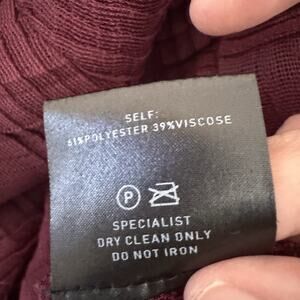 SELF:
61%POLYESTER 39%VISCOSE
P
SPECIALIST
DRY CLEAN ONLY
DO NOT IRON